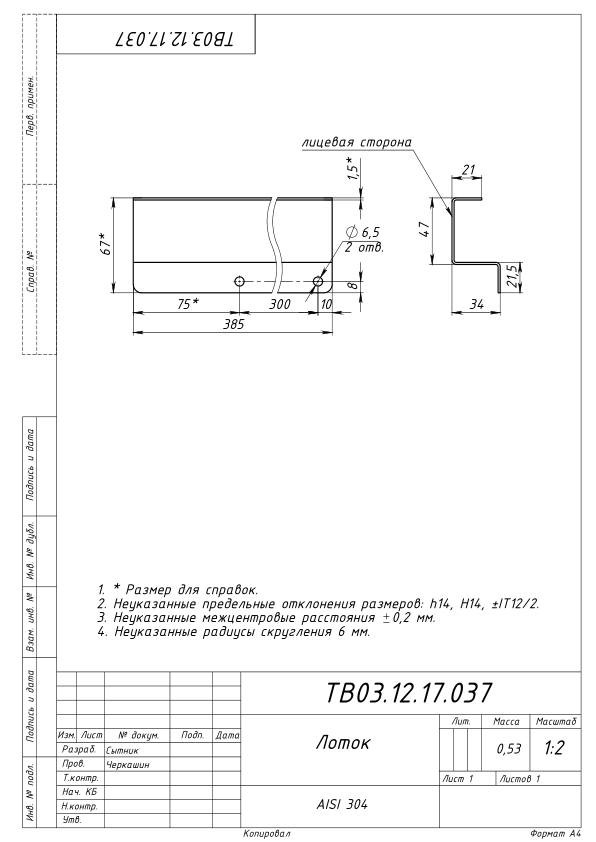 ТВ03.12.17.037
Перв. примен.
Справ. №
Подпись и дата
Инв. № дубл.
Взам. инв. №
Подпись и дата
Инв. № подл.
лицевая сторона
1,5*
21
67*
47
∅ 6,5
2 отв.
21,5
8
75*
300
10
34
385
1. * Размер для справок.
2. Неуказанные предельные отклонения размеров: h14, H14, ±IT12/2.
3. Неуказанные межцентровые расстояния ±0,2 мм.
4. Неуказанные радиусы скругления 6 мм.
ТВ03.12.17.037
Изм. Лист № докум. Подп. Дата
Разраб. Сытник
Пров. Черкашин
Т.контр.
Нач. КБ
Н.контр.
Утв.
Лоток
Лит. Масса Масштаб
0,53 1:2
Лист 1 Листов 1
AISI 304
Копировал Формат А4